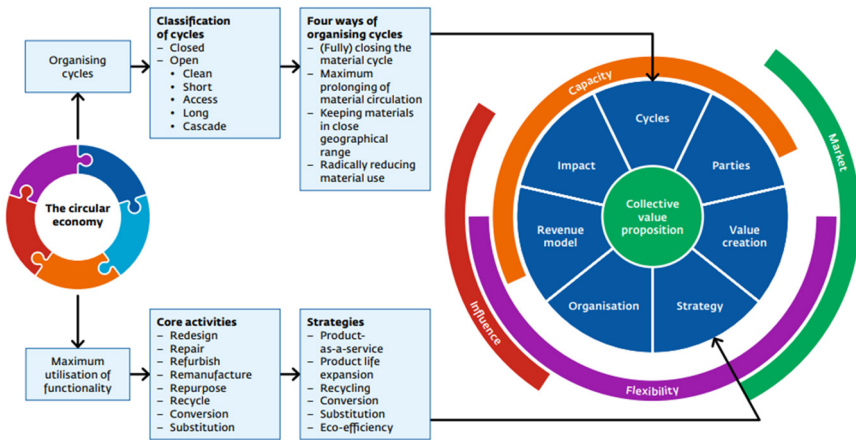 Organising
cycles
Classification
of cycles
– Closed
– Open
• Clean
• Short
• Access
• Long
• Cascade
Four ways of
organising cycles
– (Fully) closing the
material cycle
– Maximum
prolonging of
material circulation
– Keeping materials
in close
geographical
range
– Radically reducing
material use
The circular
economy
Maximum
utilisation of
functionality
Core activities
– Redesign
– Repair
– Refurbish
– Remanufacture
– Repurpose
– Recycle
– Conversion
– Substitution
Strategies
– Product-
as-a-service
– Product life
expansion
– Recycling
– Conversion
– Substitution
– Eco-efficiency
Capacity
Market
Influence
Flexibility
Cycles
Parties
Value
creation
Strategy
Organisation
Revenue
model
Impact
Collective
value
proposition